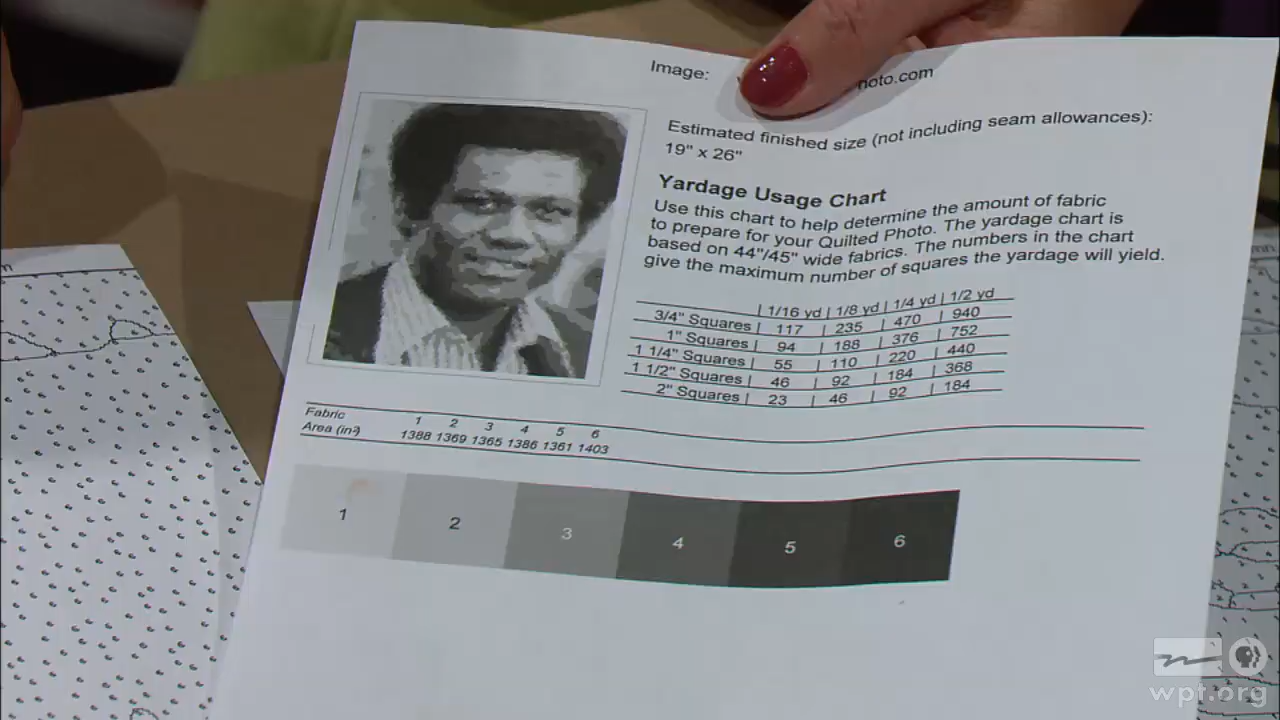 Image: hoto.com
Estimated finished size (not including seam allowances):
19" x 26"
Yardage Usage Chart
Use this chart to help determine the amount of fabric
to prepare for your Quilted Photo. The yardage chart is
based on 44"/45" wide fabrics. The numbers in the chart
give the maximum number of squares the yardage will yield.
| 1/16 yd | 1/8 yd | 1/4 yd | 1/2 yd
3/4" Squares | 117 | 235 | 470 | 940
1" Squares | 94 | 188 | 376 | 752
1 1/4" Squares | 55 | 110 | 220 | 440
1 1/2" Squares | 46 | 92 | 184 | 368
2" Squares | 23 | 46 | 92 | 184
Fabric 1 2 3 4 5 6
Area (in²) 1388 1369 1365 1386 1361 1403
1 2 3 4 5 6
wpt.org